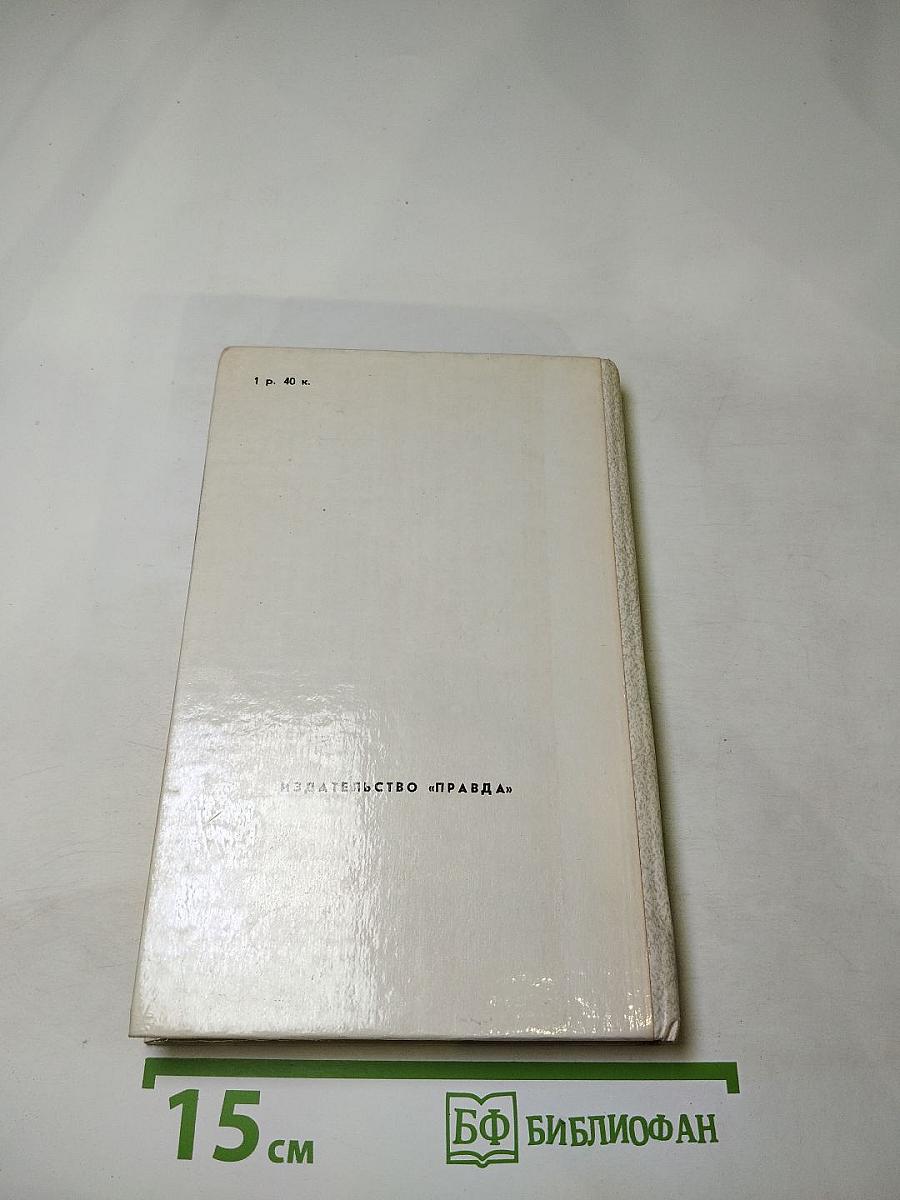 1 р. 40 к.
ИЗДАТЕЛЬСТВО «ПРАВДА»
15 см
БФ БИБЛИОФАН